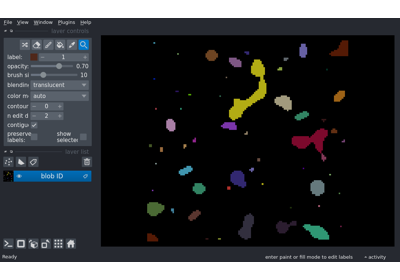 File View Window Plugins Help
layer controls
label: 1
opacity: 0.70
brush si 10
blendin translucent
color m auto
contour 0
n edit d 2
contigu
preserve show
labels: selected
layer list
blob ID
Ready enter paint or fill mode to edit labels activity